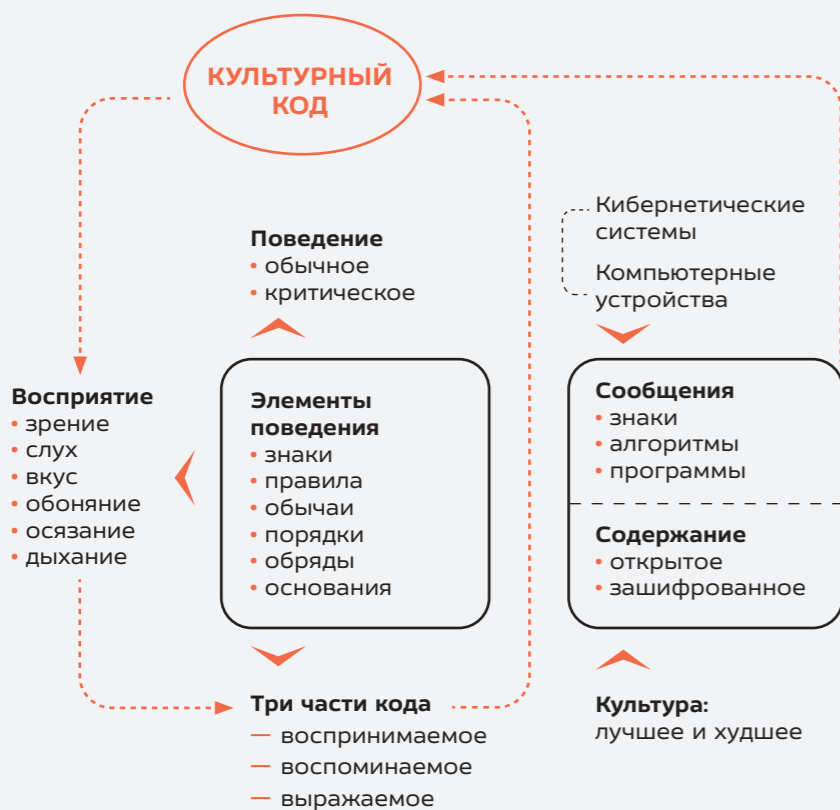 КУЛЬТУРНЫЙ
КОД
Поведение
• обычное
• критическое
Кибернетические
системы
Компьютерные
устройства
Восприятие
• зрение
• слух
• вкус
• обоняние
• осязание
• дыхание
Элементы
поведения
• знаки
• правила
• обычаи
• порядки
• обряды
• основания
Сообщения
• знаки
• алгоритмы
• программы
Содержание
• открытое
• зашифрованное
Три части кода
— воспринимаемое
— воспоминаемое
— выражаемое
Культура:
лучшее и худшее